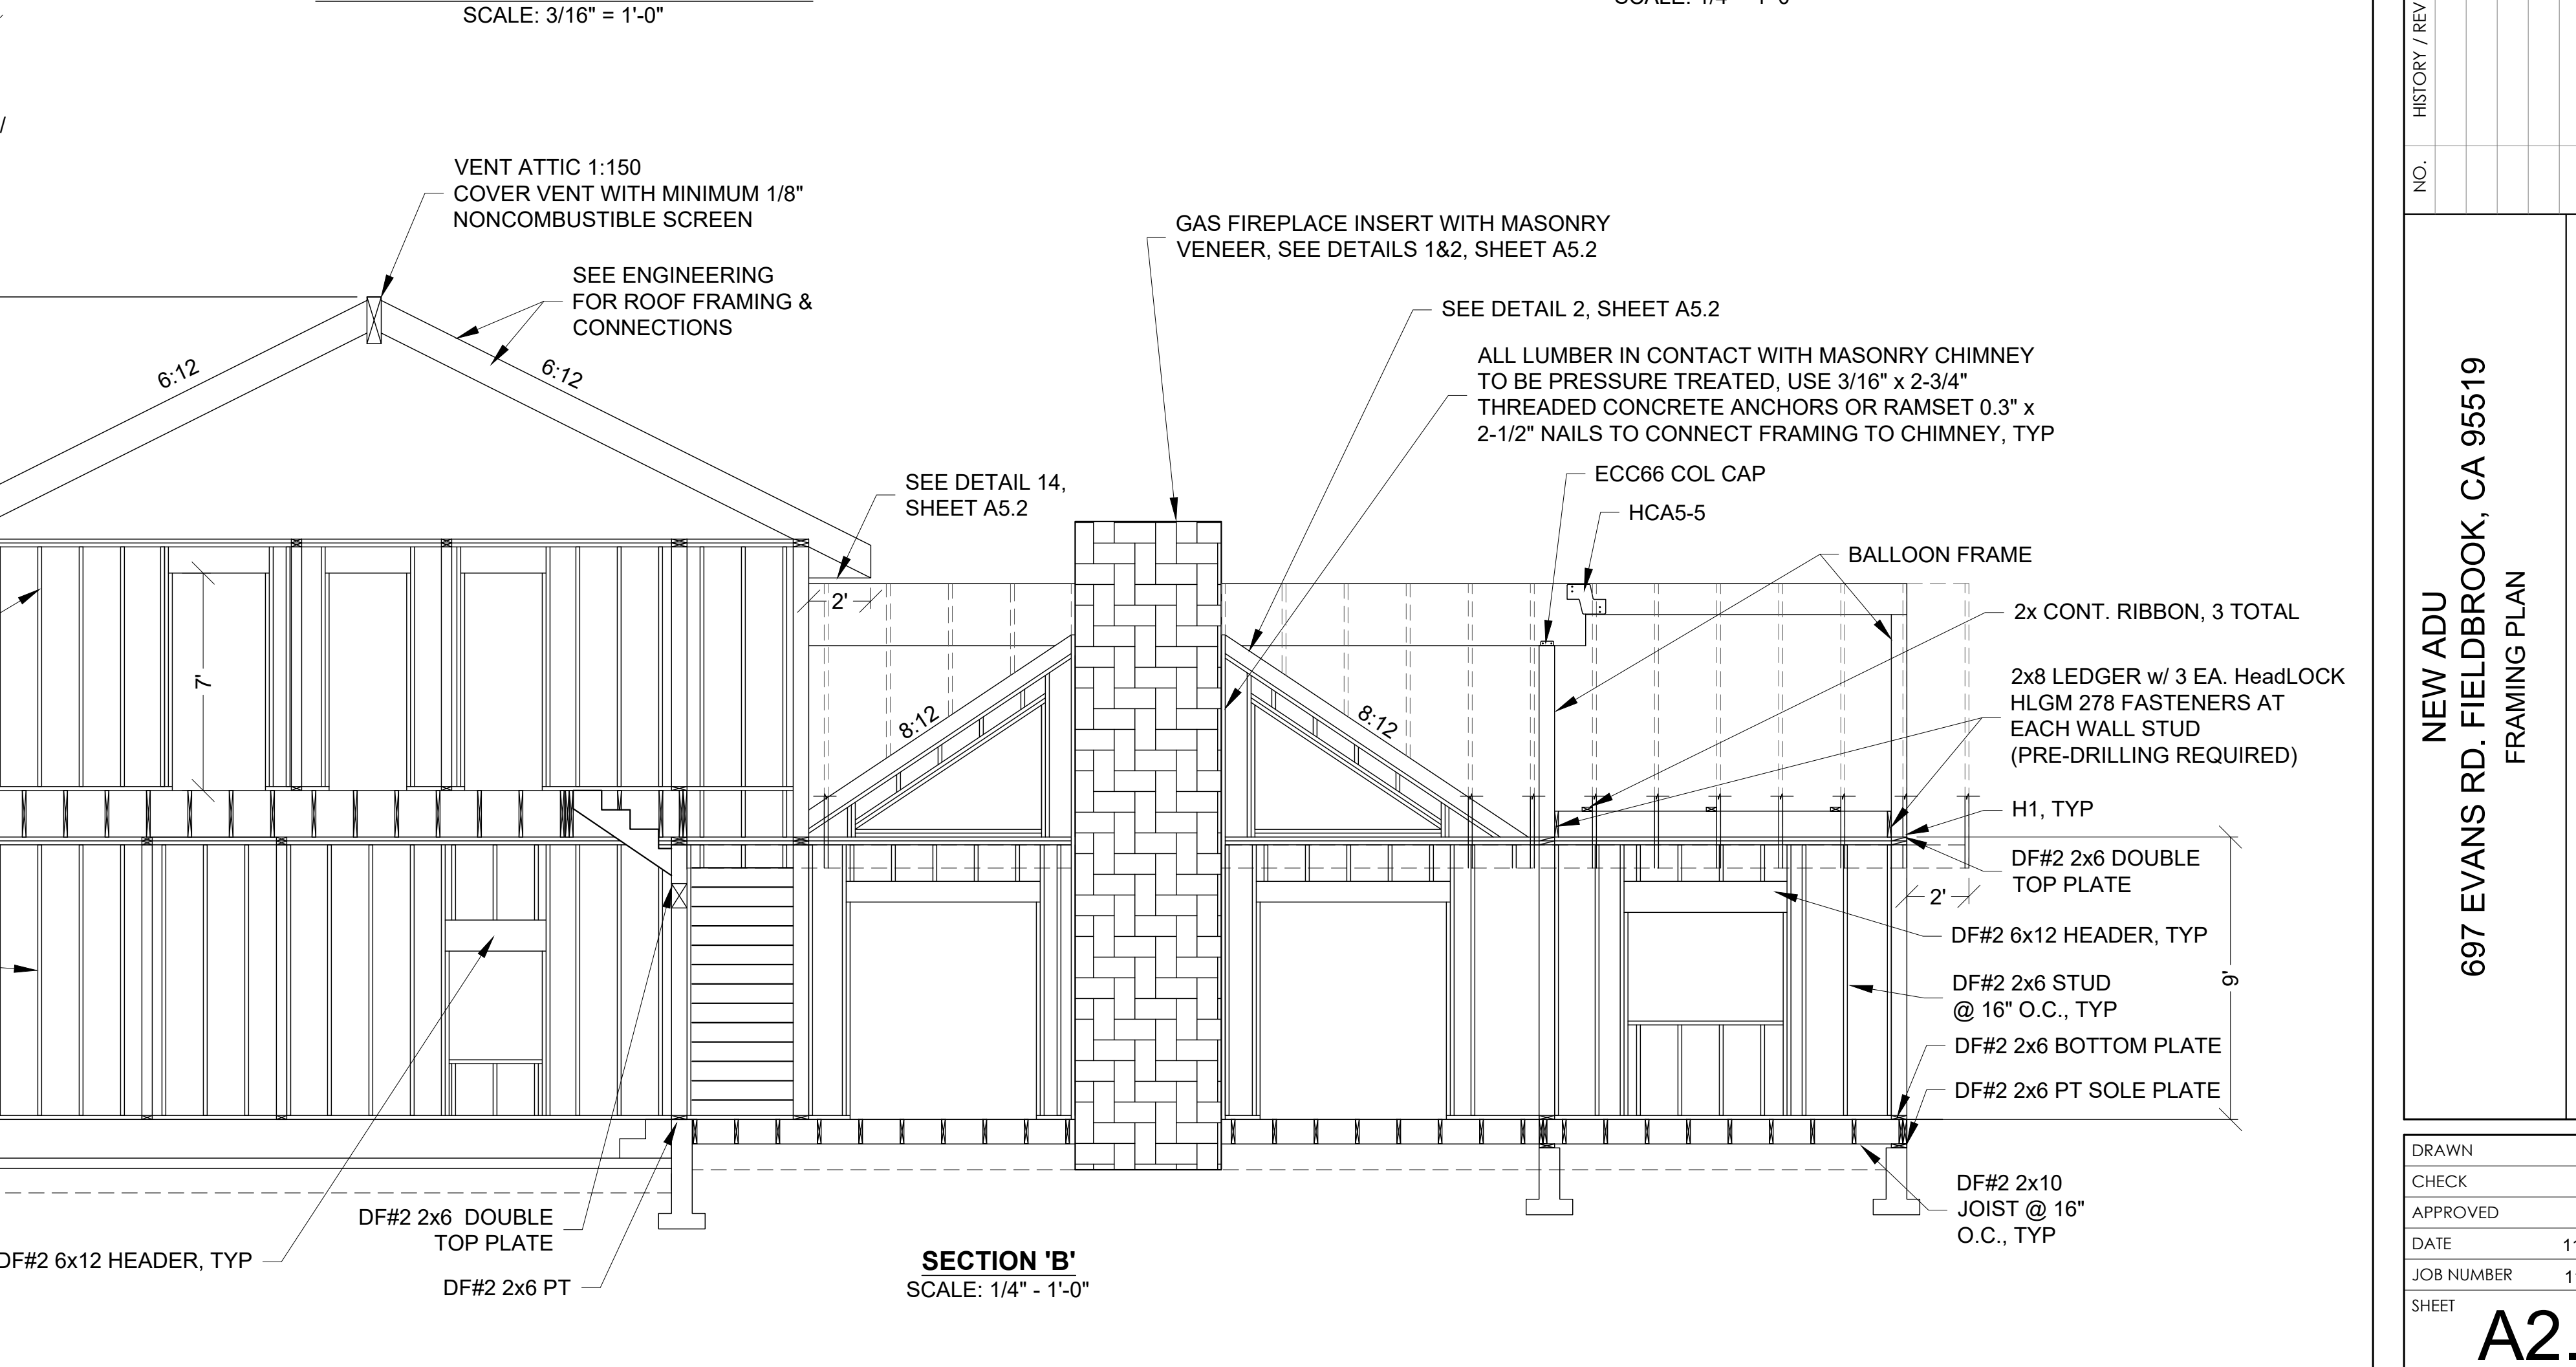 SCALE: 3/16" = 1'-0"
VENT ATTIC 1:150
COVER VENT WITH MINIMUM 1/8"
NONCOMBUSTIBLE SCREEN
SEE ENGINEERING
FOR ROOF FRAMING &
CONNECTIONS
6:12
6:12
GAS FIREPLACE INSERT WITH MASONRY
VENEER, SEE DETAILS 1&2, SHEET A5.2
SEE DETAIL 2, SHEET A5.2
ALL LUMBER IN CONTACT WITH MASONRY CHIMNEY
TO BE PRESSURE TREATED, USE 3/16" x 2-3/4"
THREADED CONCRETE ANCHORS OR RAMSET 0.3" x
2-1/2" NAILS TO CONNECT FRAMING TO CHIMNEY, TYP
SEE DETAIL 14,
SHEET A5.2
ECC66 COL CAP
HCA5-5
BALLOON FRAME
2'
7'
8:12
8:12
2x CONT. RIBBON, 3 TOTAL
2x8 LEDGER w/ 3 EA. HeadLOCK
HLGM 278 FASTENERS AT
EACH WALL STUD
(PRE-DRILLING REQUIRED)
H1, TYP
DF#2 2x6 DOUBLE
TOP PLATE
2'
DF#2 6x12 HEADER, TYP
DF#2 2x6 STUD
@ 16" O.C., TYP
9'
DF#2 2x6 BOTTOM PLATE
DF#2 2x6 PT SOLE PLATE
DF#2 2x10
JOIST @ 16"
O.C., TYP
DF#2 2x6 DOUBLE
TOP PLATE
DF#2 6x12 HEADER, TYP
DF#2 2x6 PT
SECTION 'B'
SCALE: 1/4" - 1'-0"
HISTORY / REV
NO.
NEW ADU
697 EVANS RD. FIELDBROOK, CA 95519
FRAMING PLAN
DRAWN
CHECK
APPROVED
DATE 11
JOB NUMBER
SHEET
A2.